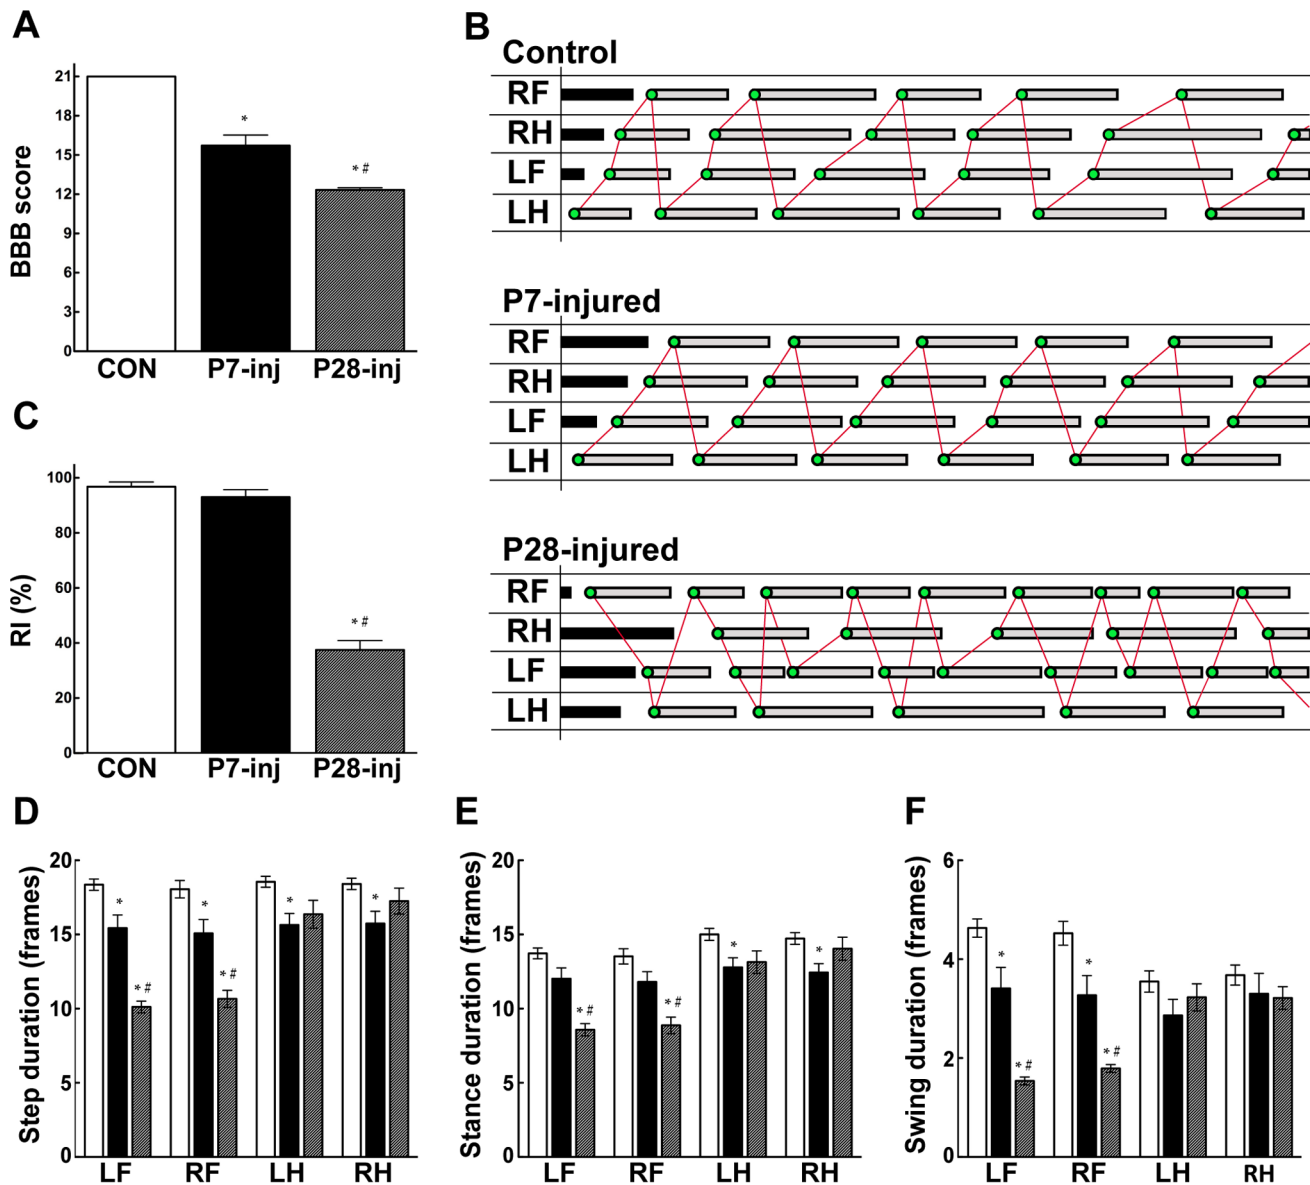 A
BBB score
21
18
15
12
9
6
3
0
*
* #
CON P7-inj P28-inj
B
Control
RF
RH
LF
LH
P7-injured
RF
RH
LF
LH
P28-injured
RF
RH
LF
LH
C
RI (%)
100
80
60
40
20
0
* #
CON P7-inj P28-inj
D
Step duration (frames)
20
15
10
5
0
* * # * * # * *
LF RF LH RH
E
Stance duration (frames)
20
15
10
5
0
* # * # * *
LF RF LH RH
F
Swing duration (frames)
6
4
2
0
* * # * * #
LF RF LH RH